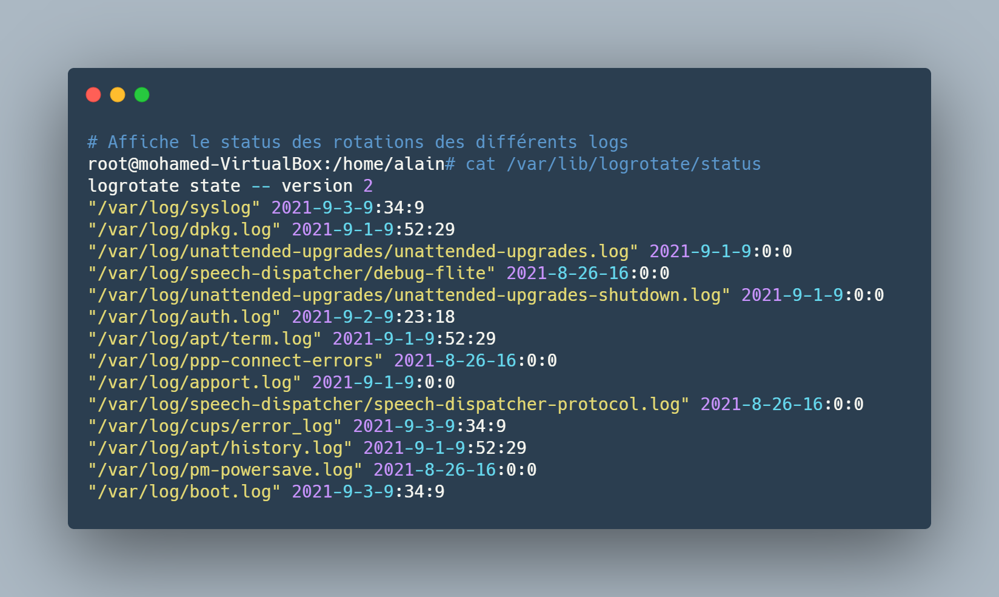 # Affiche le status des rotations des différents logs
root@mohamed-VirtualBox:/home/alain# cat /var/lib/logrotate/status
logrotate state -- version 2
"/var/log/syslog" 2021-9-3-9:34:9
"/var/log/dpkg.log" 2021-9-1-9:52:29
"/var/log/unattended-upgrades/unattended-upgrades.log" 2021-9-1-9:0:0
"/var/log/speech-dispatcher/debug-flite" 2021-8-26-16:0:0
"/var/log/unattended-upgrades/unattended-upgrades-shutdown.log" 2021-9-1-9:0:0
"/var/log/auth.log" 2021-9-2-9:23:18
"/var/log/apt/term.log" 2021-9-1-9:52:29
"/var/log/ppp-connect-errors" 2021-8-26-16:0:0
"/var/log/apport.log" 2021-9-1-9:0:0
"/var/log/speech-dispatcher/speech-dispatcher-protocol.log" 2021-8-26-16:0:0
"/var/log/cups/error_log" 2021-9-3-9:34:9
"/var/log/apt/history.log" 2021-9-1-9:52:29
"/var/log/pm-powersave.log" 2021-8-26-16:0:0
"/var/log/boot.log" 2021-9-3-9:34:9